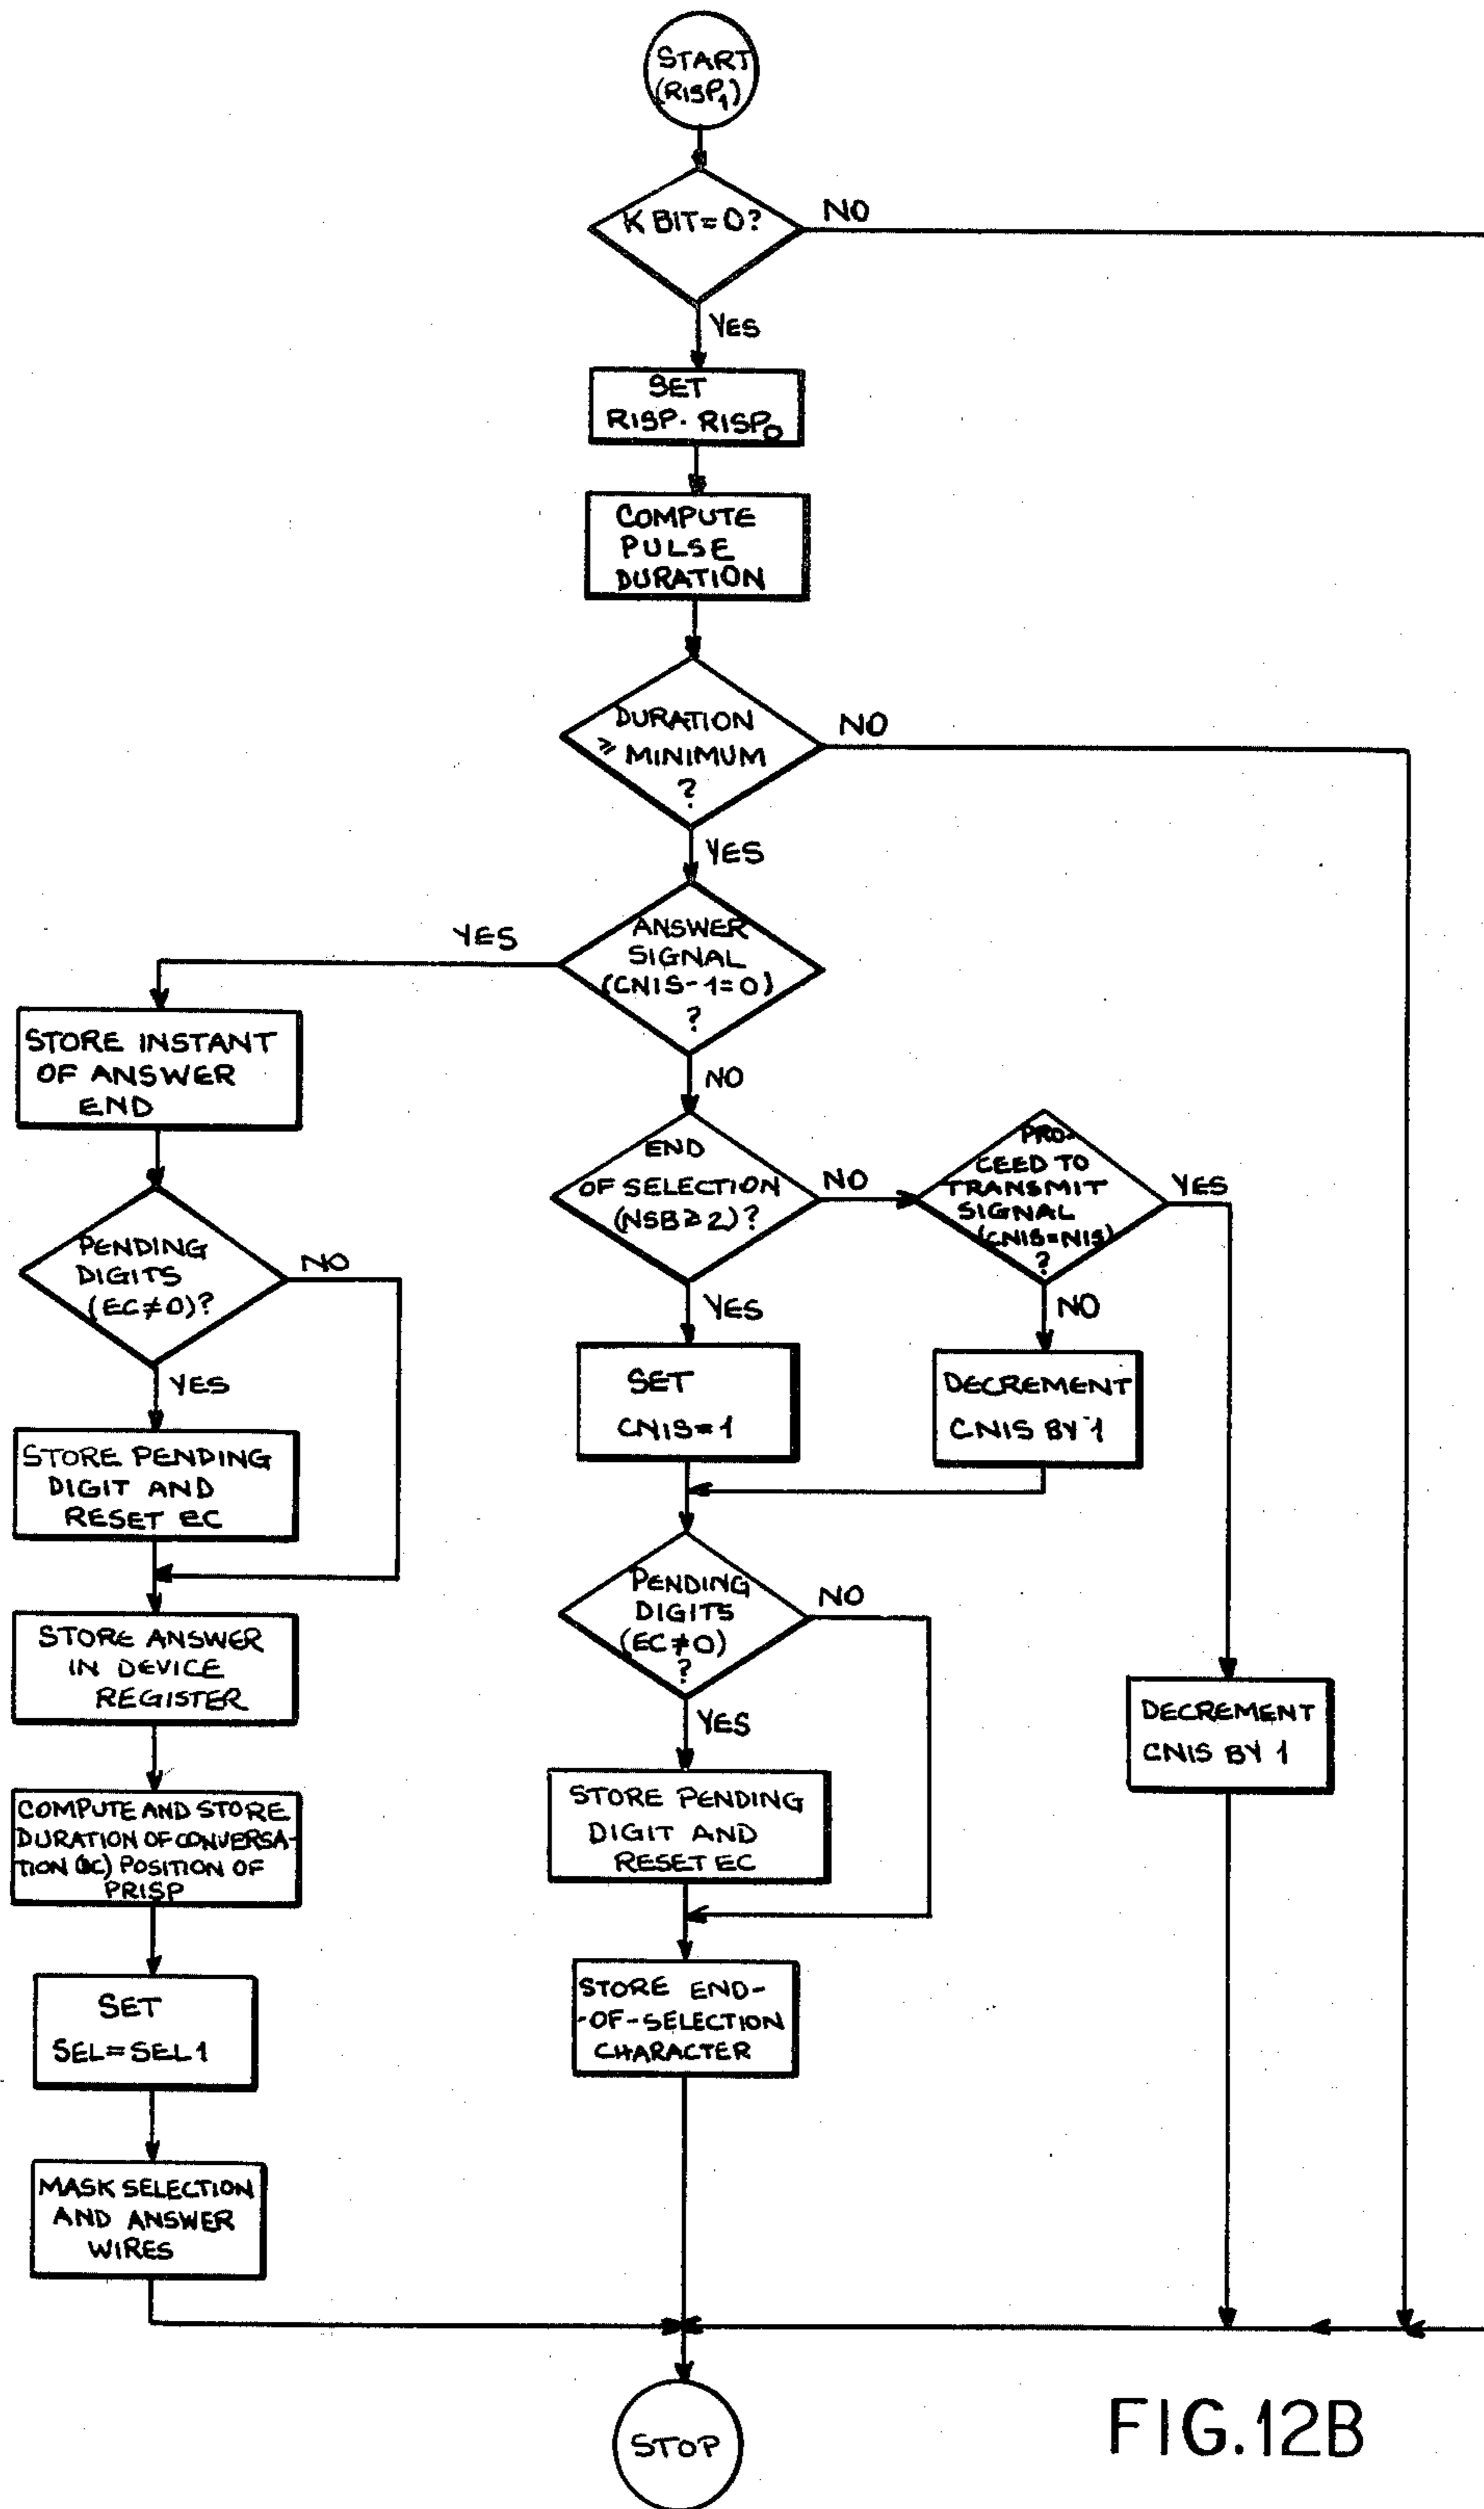 START
(RISP1)
K BIT=0?
NO
YES
SET
RISP. RISP0
COMPUTE
PULSE
DURATION
DURATION
≥ MINIMUM
?
NO
YES
ANSWER
SIGNAL
(CNIS-1=0)
?
YES
NO
STORE INSTANT
OF ANSWER
END
END
OF SELECTION
(NSB≥2)?
NO
YES
PRO-
CEED TO
TRANSMIT
SIGNAL
(CNIS=NIS)
?
YES
NO
PENDING
DIGITS
(EC≠0)?
NO
YES
SET
CNIS=1
DECREMENT
CNIS BY 1
STORE PENDING
DIGIT AND
RESET EC
PENDING
DIGITS
(EC≠0)
?
NO
YES
STORE ANSWER
IN DEVICE
REGISTER
DECREMENT
CNIS BY 1
STORE PENDING
DIGIT AND
RESET EC
COMPUTE AND STORE
DURATION OF CONVERSA-
TION POSITION OF
PRISP
STORE END-
-OF-SELECTION
CHARACTER
SET
SEL=SEL1
MASK SELECTION
AND ANSWER
WIRES
STOP
FIG.12B